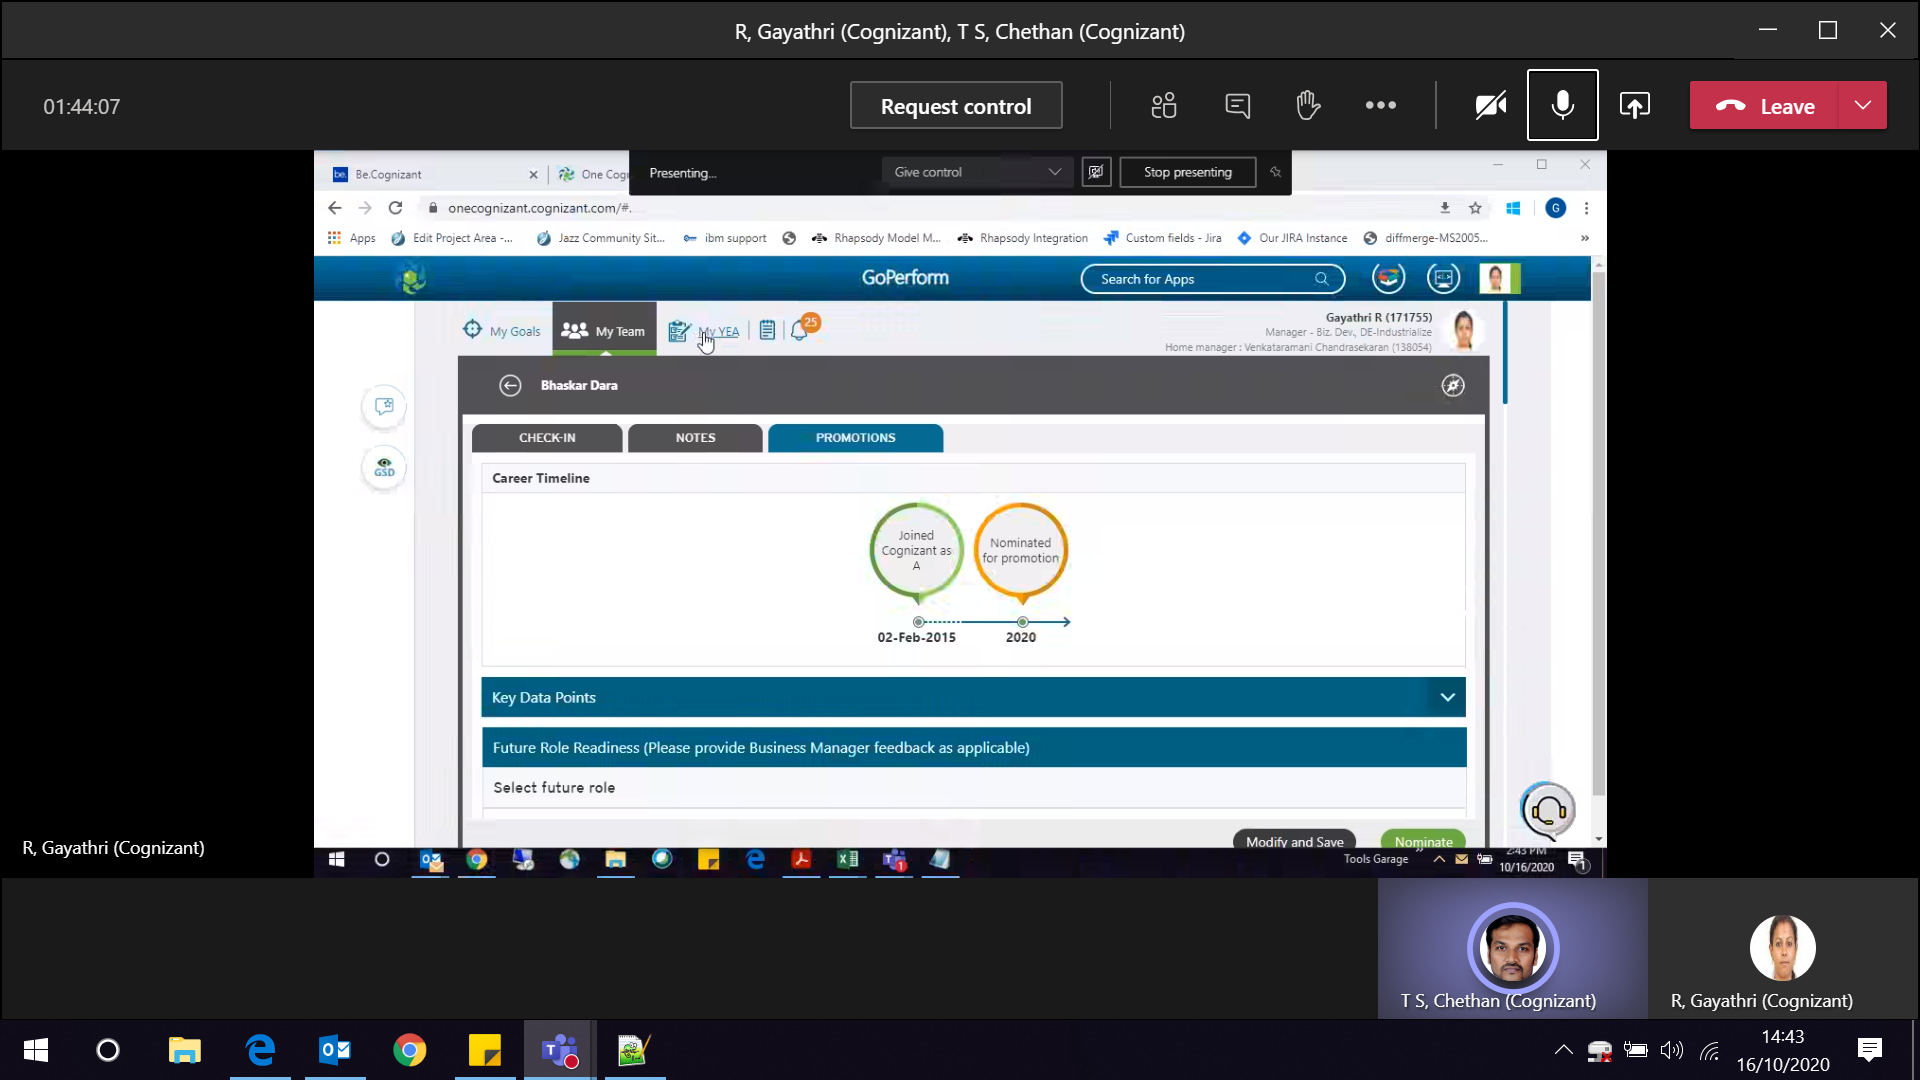 R, Gayathri (Cognizant), T S, Chethan (Cognizant)
01:44:07
Request control
Leave
be. Be.Cognizant
One Cogn
Presenting...
Give control
Stop presenting
onecognizant.cognizant.com/#.
G
Apps
Edit Project Area -...
Jazz Community Sit...
ibm support
Rhapsody Model M...
Rhapsody Integration
Custom fields - Jira
Our JIRA Instance
diffmerge-MS2005...
»
GoPerform
Search for Apps
My Goals
My Team
My YEA
25
Gayathri R (171755)
Manager - Biz. Dev., DE-Industrialize
Home manager : Venkataramani Chandrasekaran (138054)
Bhaskar Dara
GSD
CHECK-IN
NOTES
PROMOTIONS
Career Timeline
Joined
Cognizant as
A
Nominated
for promotion
02-Feb-2015
2020
Key Data Points
Future Role Readiness (Please provide Business Manager feedback as applicable)
Select future role
Modify and Save
Nominate
R, Gayathri (Cognizant)
Tools Garage
»
2:43 PM
10/16/2020
1
T S, Chethan (Cognizant)
R, Gayathri (Cognizant)
14:43
16/10/2020